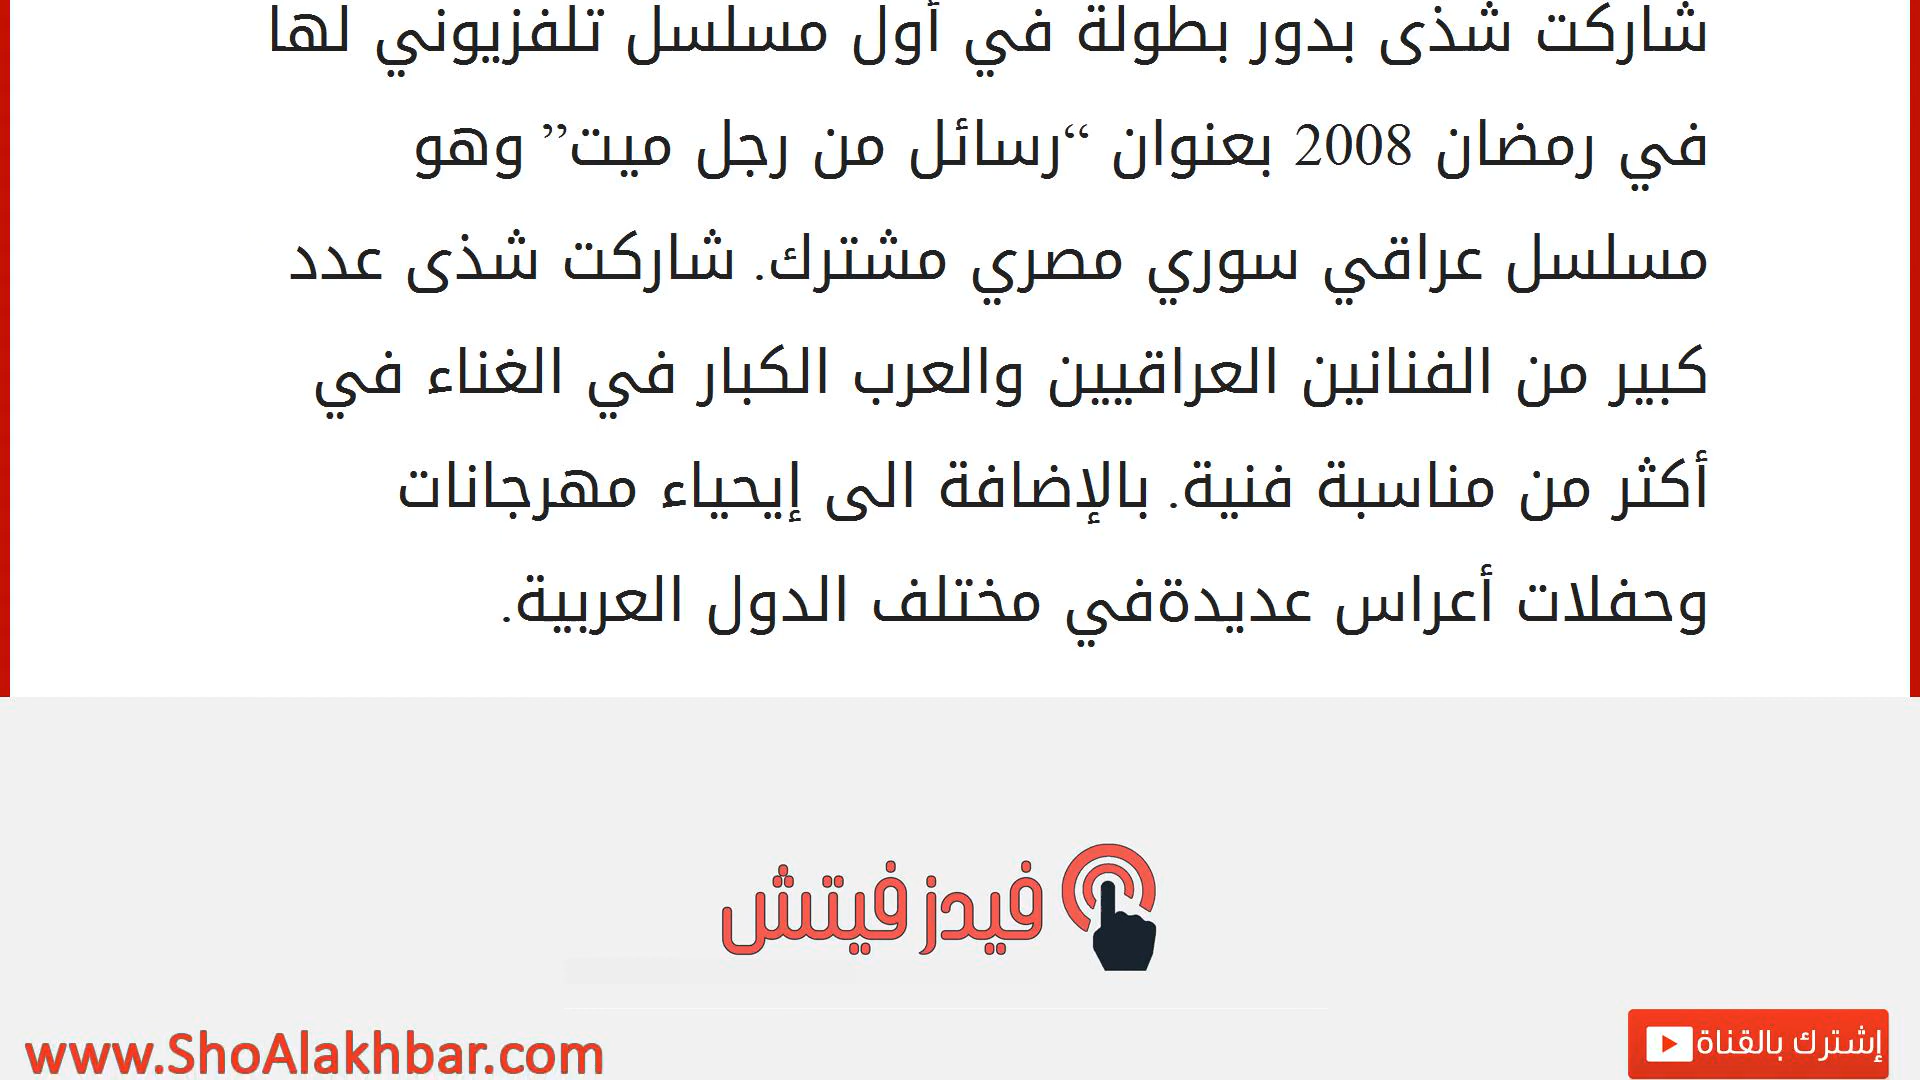 شاركت شذى بدور بطولة في أول مسلسل تلفزيوني لها
في رمضان 2008 بعنوان “رسائل من رجل ميت” وهو
مسلسل عراقي سوري مصري مشترك. شاركت شذى عدد
كبير من الفنانين العراقيين والعرب الكبار في الغناء في
أكثر من مناسبة فنية. بالإضافة الى إيحياء مهرجانات
وحفلات أعراس عديدةفي مختلف الدول العربية.
فيدز فيتش
www.ShoAlakhbar.com
إشترك بالقناة